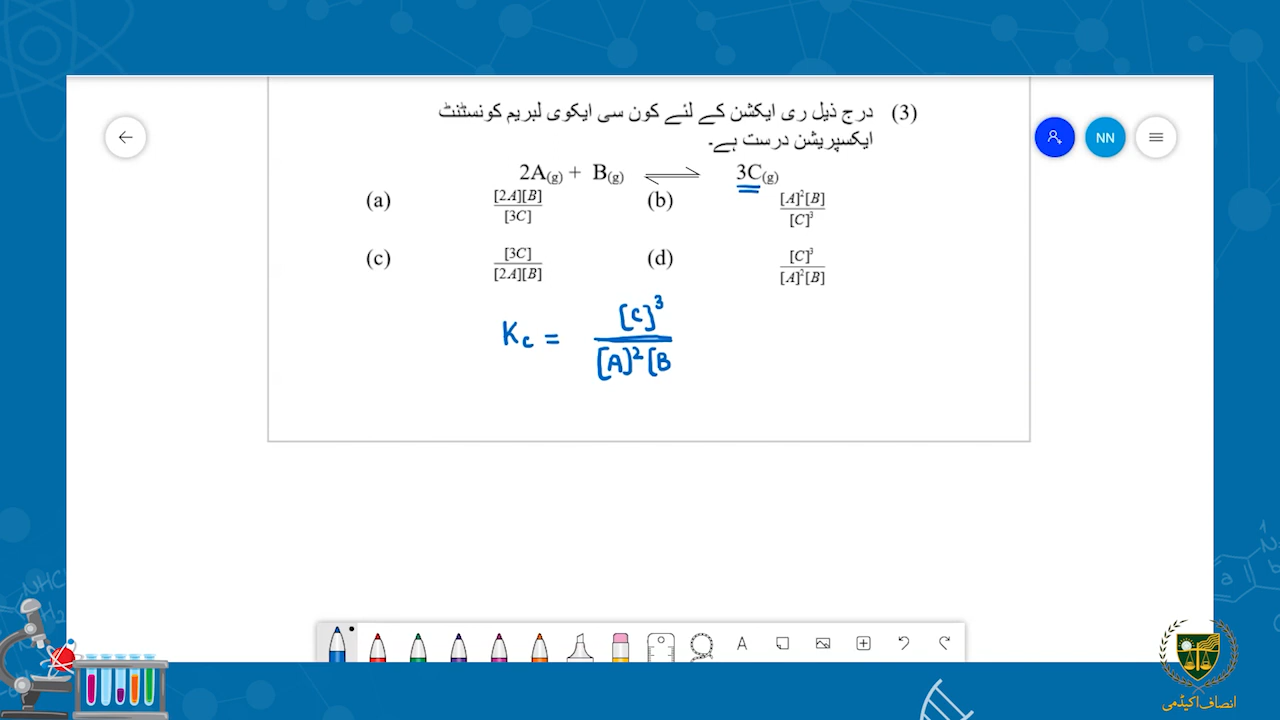 (3) درج ذیل ری ایکشن کے لئے کون سی ایکوی لبریم کونسٹنٹ
ایکسپریشن درست ہے۔
2A(g) + B(g) ⇌ 3C(g)
(a) [2A][B]/[3C] (b) [A]²[B]/[C]³
(c) [3C]/[2A][B] (d) [C]³/[A]²[B]
Kc = [C]³/[A]²[B
NN
A
انصاف اکیڈمی